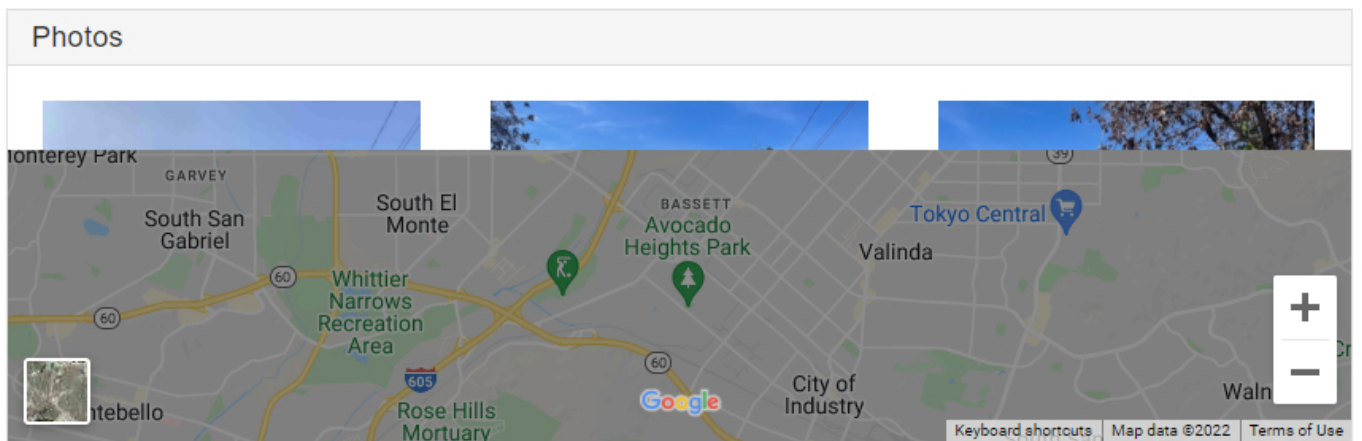 Photos
onterey Park
GARVEY
South San
Gabriel
South El
Monte
BASSETT
Avocado
Heights Park
39
Tokyo Central
Valinda
60
Whittier
Narrows
Recreation
Area
60
60
605
Rose Hills
Mortuary
Google
City of
Industry
Waln
Cr
ntebello
Keyboard shortcuts
Map data ©2022
Terms of Use